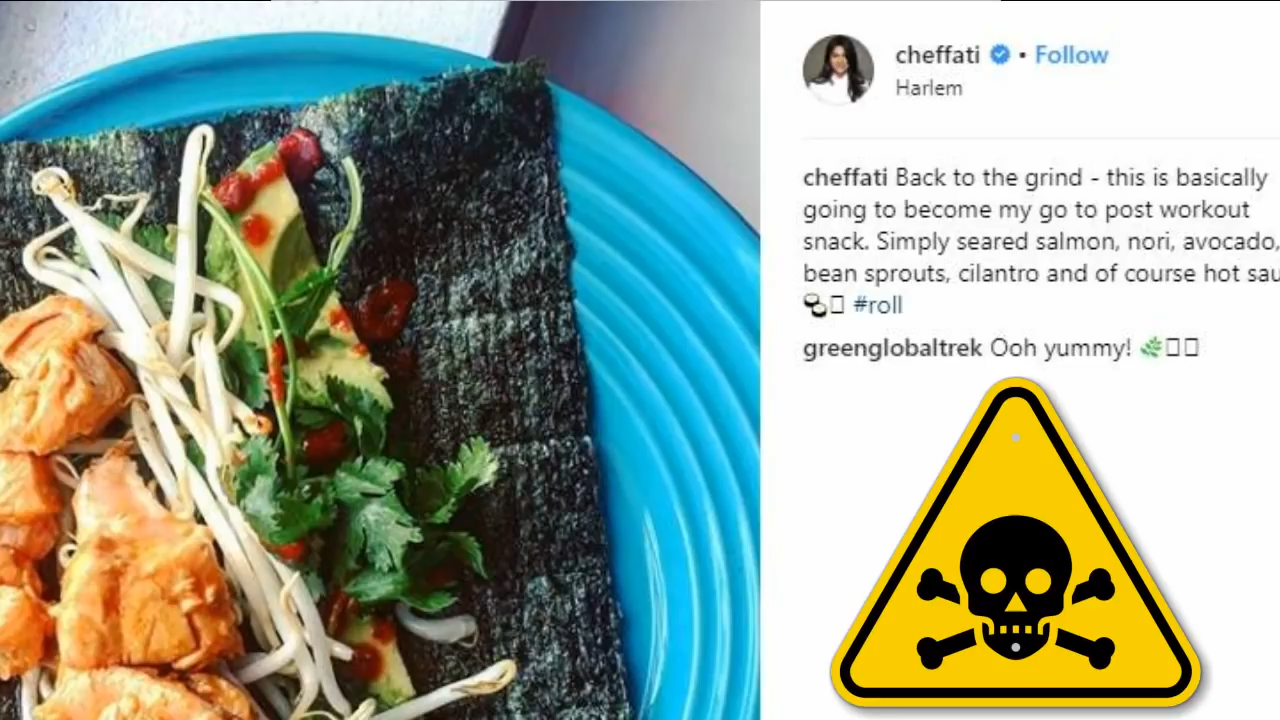 cheffati • Follow
Harlem
cheffati Back to the grind - this is basically
going to become my go to post workout
snack. Simply seared salmon, nori, avocado,
bean sprouts, cilantro and of course hot
#roll
greenglobaltrek Ooh yummy! 🌿